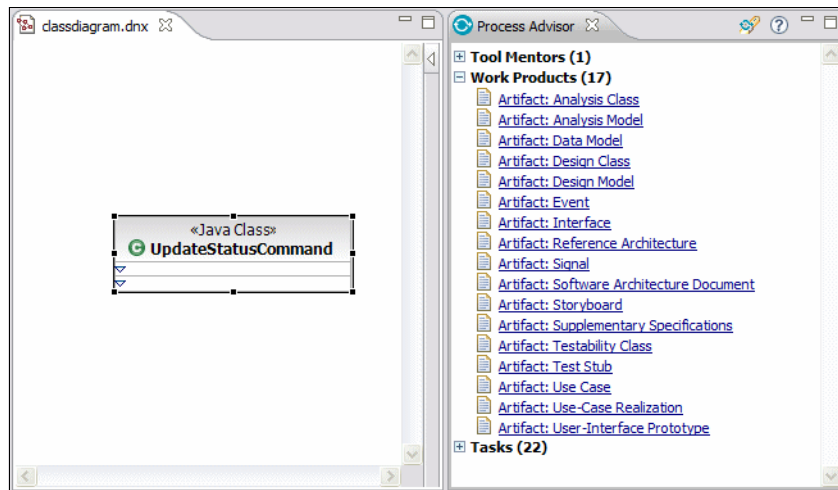 classdiagram.dnx
«Java Class»
C UpdateStatusCommand
Process Advisor
Tool Mentors (1)
Work Products (17)
Artifact: Analysis Class
Artifact: Analysis Model
Artifact: Data Model
Artifact: Design Class
Artifact: Design Model
Artifact: Event
Artifact: Interface
Artifact: Reference Architecture
Artifact: Signal
Artifact: Software Architecture Document
Artifact: Storyboard
Artifact: Supplementary Specifications
Artifact: Testability Class
Artifact: Test Stub
Artifact: Use Case
Artifact: Use-Case Realization
Artifact: User-Interface Prototype
Tasks (22)